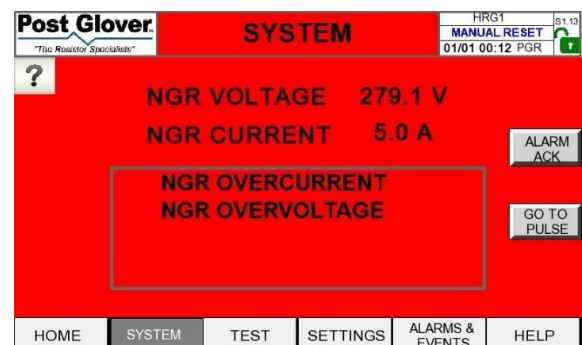 Post Glover.
"The Resistor Specialists"
SYSTEM
HRG1
MANUAL RESET
01/01 00:12 PGR
S1.13
?
NGR VOLTAGE 279.1 V
NGR CURRENT 5.0 A
ALARM
ACK
NGR OVERCURRENT
NGR OVERVOLTAGE
GO TO
PULSE
HOME
SYSTEM
TEST
SETTINGS
ALARMS &
EVENTS
HELP